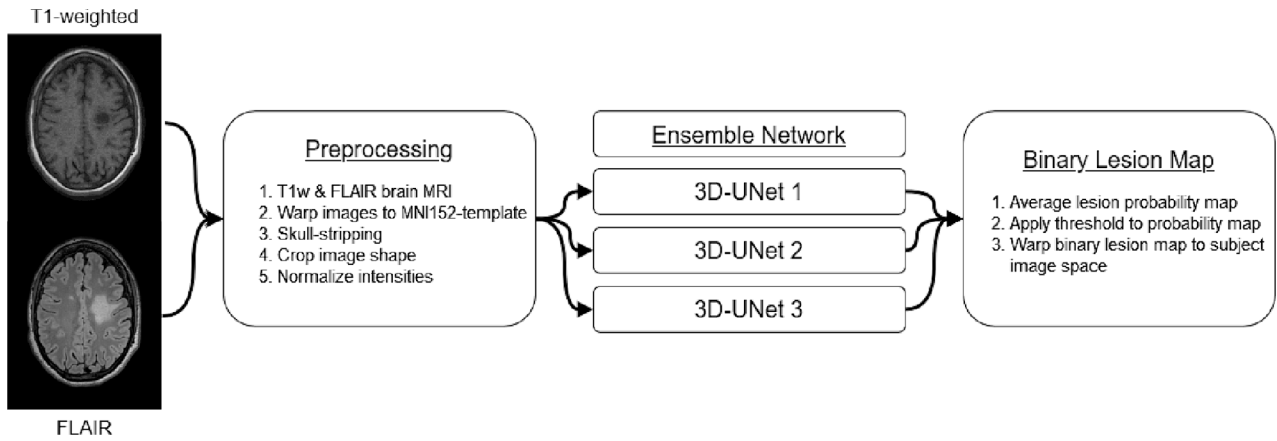 T1-weighted
FLAIR
Preprocessing
1. T1w & FLAIR brain MRI
2. Warp images to MNI152-template
3. Skull-stripping
4. Crop image shape
5. Normalize intensities
Ensemble Network
3D-UNet 1
3D-UNet 2
3D-UNet 3
Binary Lesion Map
1. Average lesion probability map
2. Apply threshold to probability map
3. Warp binary lesion map to subject
image space